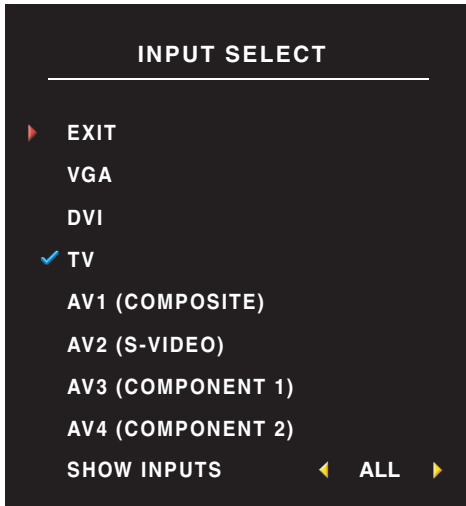 INPUT SELECT
EXIT
VGA
DVI
TV
AV1 (COMPOSITE)
AV2 (S-VIDEO)
AV3 (COMPONENT 1)
AV4 (COMPONENT 2)
SHOW INPUTS ALL